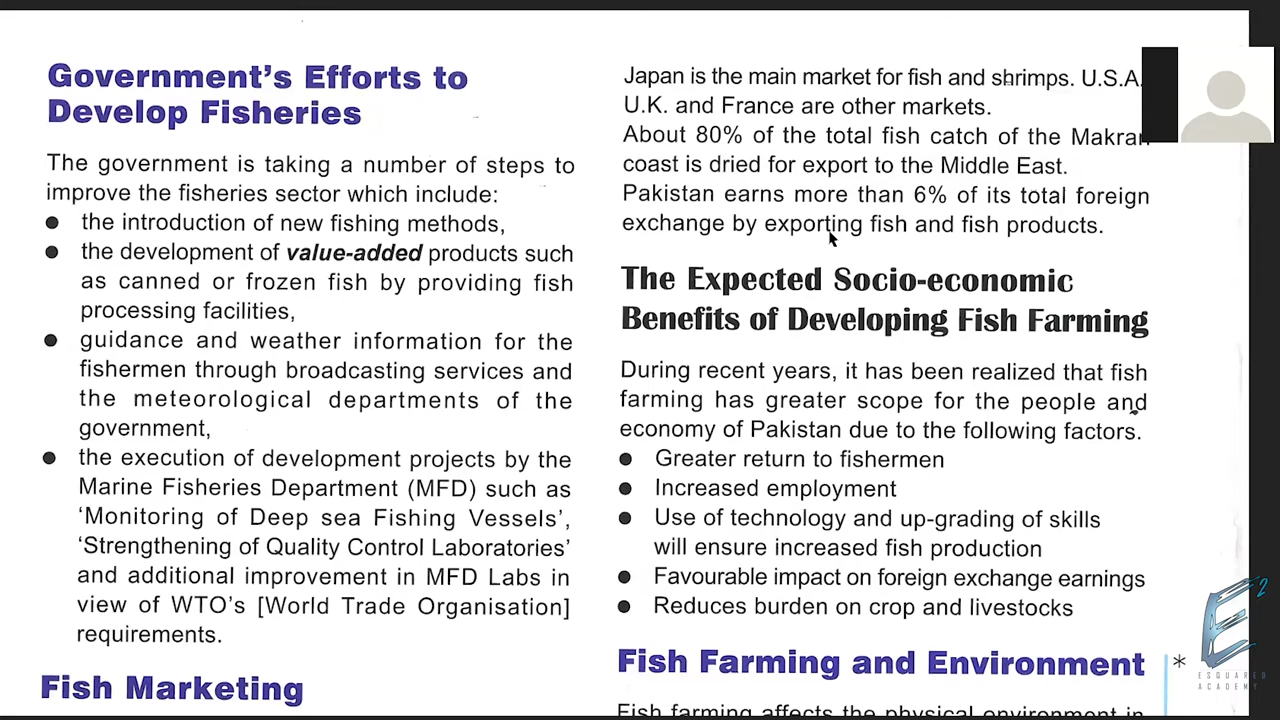 Government's Efforts to
Develop Fisheries
The government is taking a number of steps to
improve the fisheries sector which include:
● the introduction of new fishing methods,
● the development of value-added products such
as canned or frozen fish by providing fish
processing facilities,
● guidance and weather information for the
fishermen through broadcasting services and
the meteorological departments of the
government,
● the execution of development projects by the
Marine Fisheries Department (MFD) such as
'Monitoring of Deep sea Fishing Vessels',
'Strengthening of Quality Control Laboratories'
and additional improvement in MFD Labs in
view of WTO's [World Trade Organisation]
requirements.
Fish Marketing
Japan is the main market for fish and shrimps. U.S.A.
U.K. and France are other markets.
About 80% of the total fish catch of the Makran
coast is dried for export to the Middle East.
Pakistan earns more than 6% of its total foreign
exchange by exporting fish and fish products.
The Expected Socio-economic
Benefits of Developing Fish Farming
During recent years, it has been realized that fish
farming has greater scope for the people and
economy of Pakistan due to the following factors.
● Greater return to fishermen
● Increased employment
● Use of technology and up-grading of skills
will ensure increased fish production
● Favourable impact on foreign exchange earnings
● Reduces burden on crop and livestocks
Fish Farming and Environment
*
Fish farming affects the physical environment in
E2
ESQUARED
ACADEMY